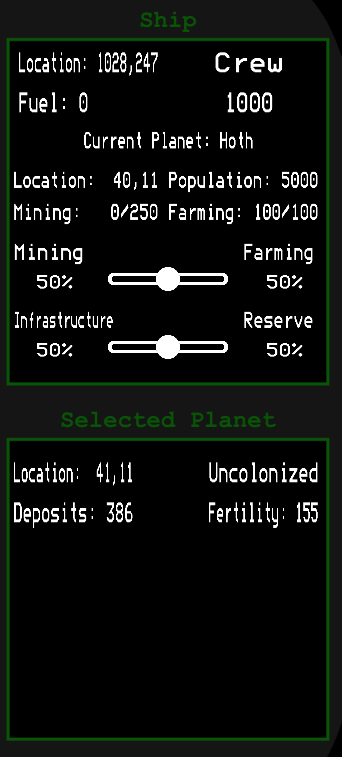 Ship
Location: 1028,247 Crew
Fuel: 0 1000
Current Planet: Hoth
Location: 40,11 Population: 5000
Mining: 0/250 Farming: 100/100
Mining Farming
50% 50%
Infrastructure Reserve
50% 50%
Selected Planet
Location: 41,11 Uncolonized
Deposits: 386 Fertility: 155